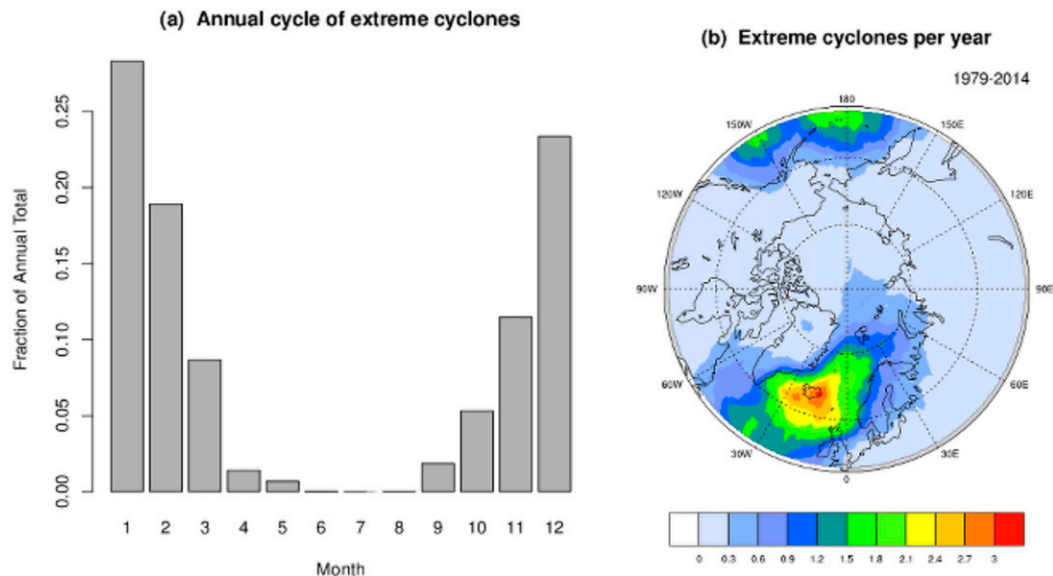 (a) Annual cycle of extreme cyclones
Fraction of Annual Total
0.25
0.20
0.15
0.10
0.05
0.00
1 2 3 4 5 6 7 8 9 10 11 12
Month
(b) Extreme cyclones per year
1979-2014
180
150W 150E
120W 120E
90W 90E
60W 60E
30W 30E
0
0 0.3 0.6 0.9 1.2 1.5 1.8 2.1 2.4 2.7 3